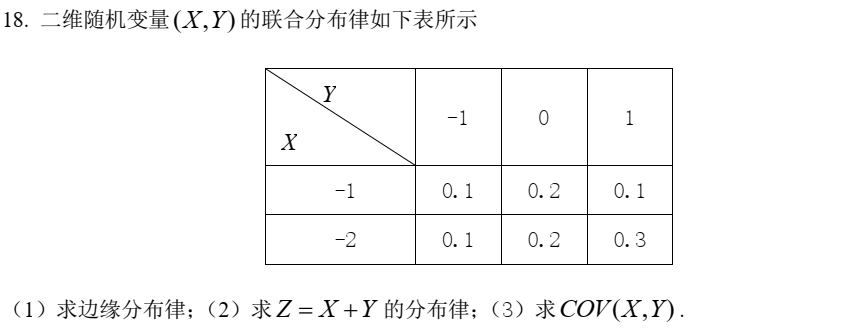 18. 二维随机变量(X,Y)的联合分布律如下表所示
Y
X
-1 0 1
-1 0.1 0.2 0.1
-2 0.1 0.2 0.3
（1）求边缘分布律；（2）求Z=X+Y 的分布律；（3）求COV(X,Y).